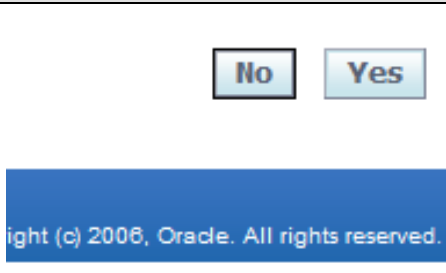 No Yes
ight (c) 2006, Oracle. All rights reserved.